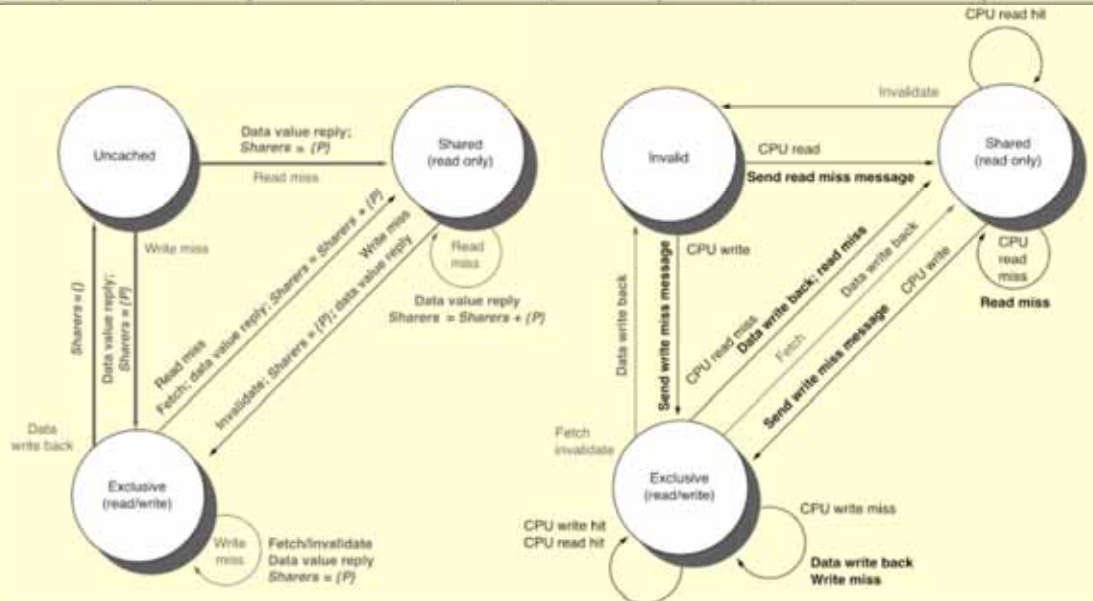 Uncached
Data value reply;
Sharers = {P}
Read miss
Shared
(read only)
Write miss
Sharers = {}
Data value reply;
Sharers = {P}
Read miss
Fetch; data value reply; Sharers = Sharers + {P}
Write miss
Invalidate; Sharers = {P}; data value reply
Read
miss
Data value reply
Sharers = Sharers + {P}
Data
write back
Exclusive
(read/write)
Write
miss
Fetch/Invalidate
Data value reply
Sharers = {P}
CPU read hit
Invalidate
Invalid
CPU read
Send read miss message
Shared
(read only)
CPU write
Send write miss message
Data write back
CPU read miss
Data write back; read miss
Fetch
Data write back
CPU write
Send write miss message
CPU
read
miss
Read miss
Fetch
invalidate
Exclusive
(read/write)
CPU write hit
CPU read hit
CPU write miss
Data write back
Write miss